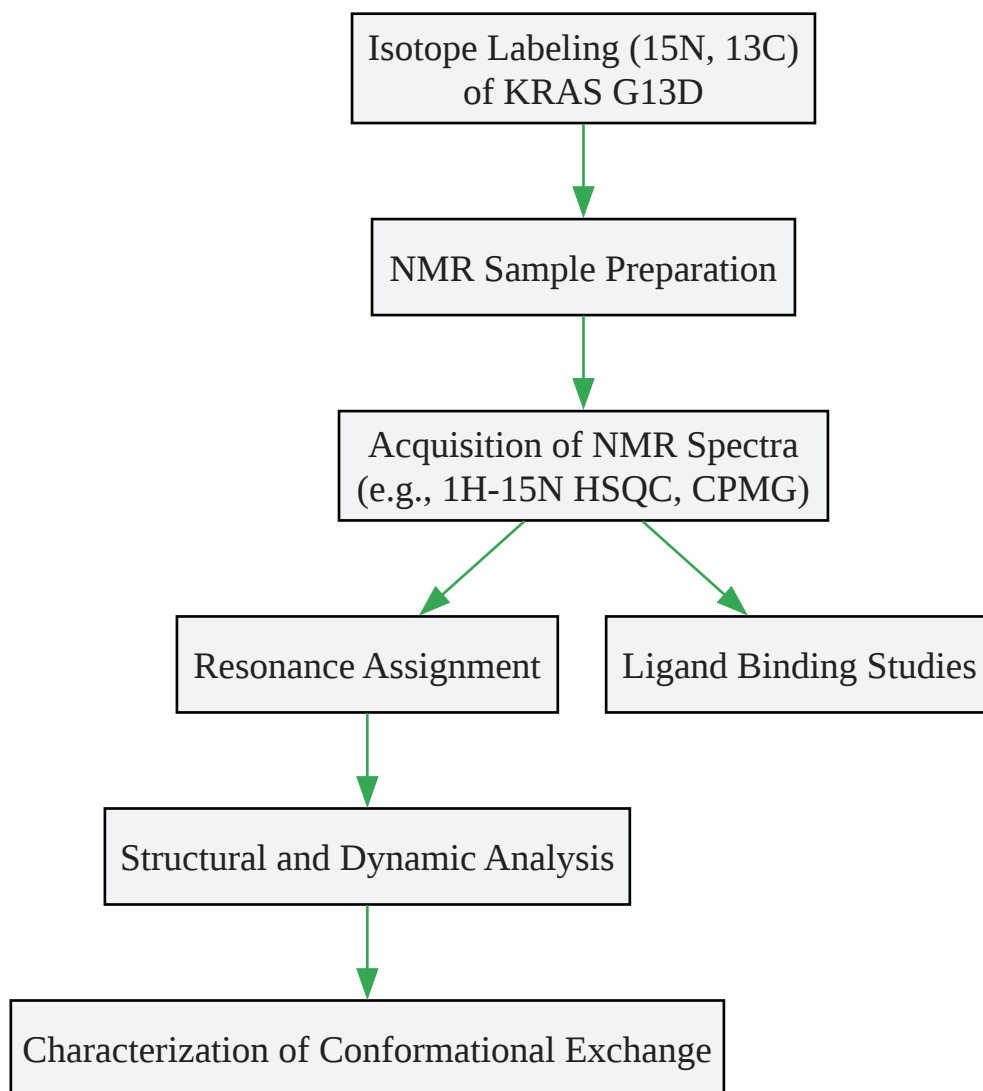 Isotope Labeling (15N, 13C)
of KRAS G13D
NMR Sample Preparation
Acquisition of NMR Spectra
(e.g., 1H-15N HSQC, CPMG)
Resonance Assignment
Ligand Binding Studies
Structural and Dynamic Analysis
Characterization of Conformational Exchange